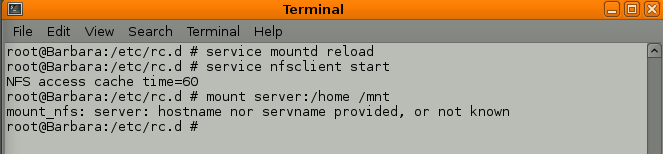 Terminal
File Edit View Search Terminal Help
root@Barbara:/etc/rc.d # service mountd reload
root@Barbara:/etc/rc.d # service nfsclient start
NFS access cache time=60
root@Barbara:/etc/rc.d # mount server:/home /mnt
mount_nfs: server: hostname nor servname provided, or not known
root@Barbara:/etc/rc.d #